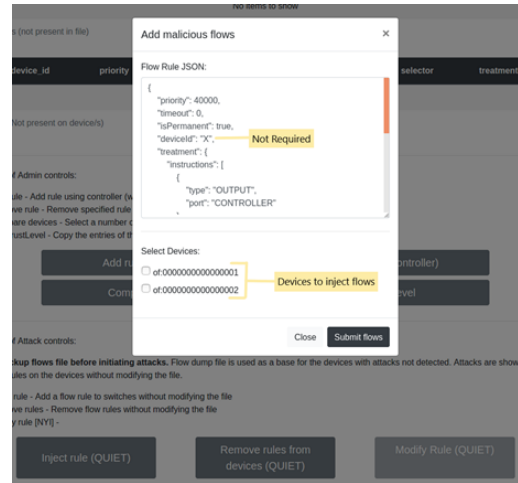 No items to show
s (not present in file)
device_id priority selector treatment
Not present on device/s)
Add malicious flows ×
Flow Rule JSON:
{
"priority": 40000,
"timeout": 0,
"isPermanent": true,
"deviceId": "X",
Not Required
"treatment": {
"instructions": [
{
"type": "OUTPUT",
"port": "CONTROLLER"
Select Devices:
of:0000000000000001
of:0000000000000002
Devices to inject flows
Close Submit flows
f Admin controls:
ule - Add rule using controller (w
ve rule - Remove specified rule
are devices - Select a number o
ustLevel - Copy the entries of th
Add ru
ontroller)
Comp
evel
f Attack controls:
kup flows file before initiating attacks. Flow dump file is used as a base for the devices with attacks not detected. Attacks are show
ules on the devices without modifying the file.
rule - Add a flow rule to switches without modifying the file
ve rules - Remove flow rules without modifying the file
y rule [NYI] -
Inject rule (QUIET)
Remove rules from
devices (QUIET)
Modify Rule (QUIET)